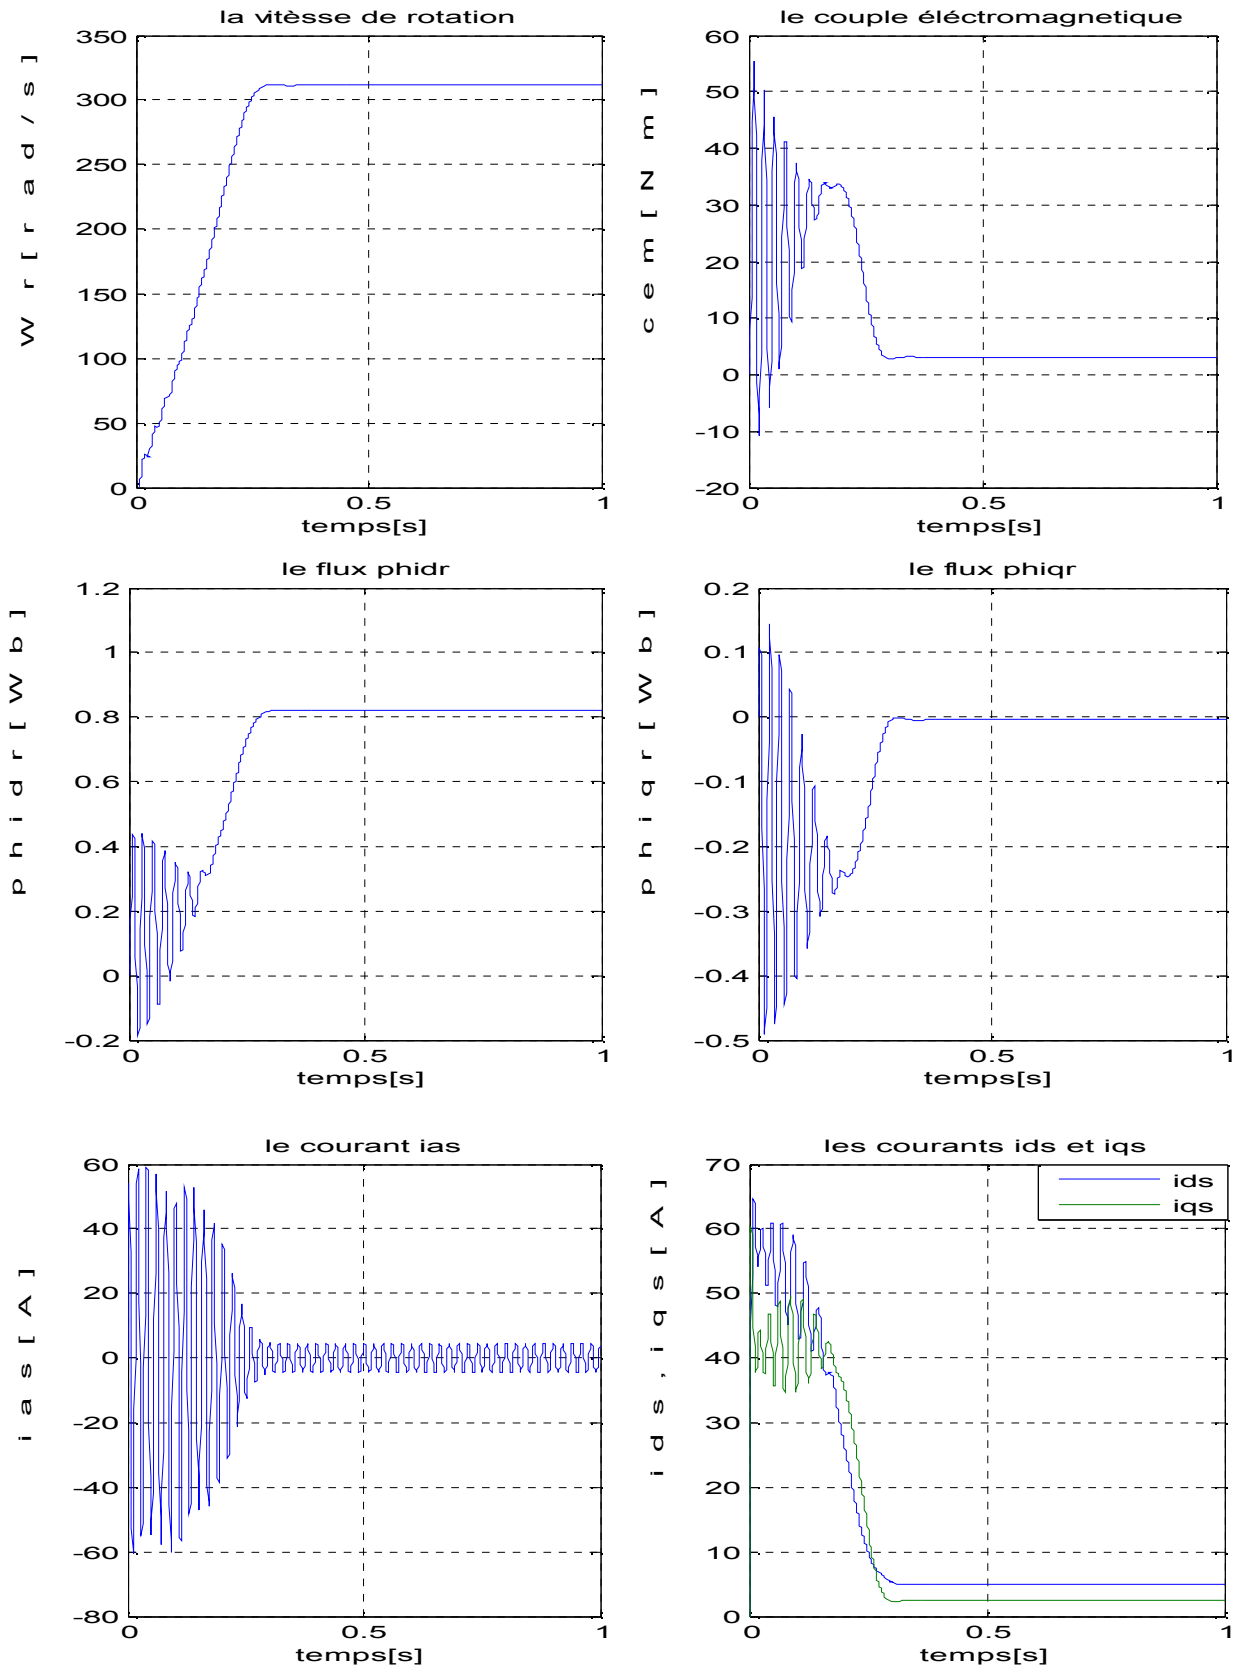 la vitèsse de rotation
350
300
250
200
150
100
50
0
0 0.5 1
temps[s]
W r [ r a d / s ]
le couple éléctromagnetique
60
50
40
30
20
10
0
-10
-20
0 0.5 1
temps[s]
c e m [ N m ]
le flux phidr
1.2
1
0.8
0.6
0.4
0.2
0
-0.2
0 0.5 1
temps[s]
p h i d r [ W b ]
le flux phiqr
0.2
0.1
0
-0.1
-0.2
-0.3
-0.4
-0.5
0 0.5 1
temps[s]
p h i q r [ W b ]
le courant ias
60
40
20
0
-20
-40
-60
-80
0 0.5 1
temps[s]
i a s [ A ]
les courants ids et iqs
70
60
50
40
30
20
10
0
0 0.5 1
temps[s]
i d s , i q s [ A ]
ids
iqs